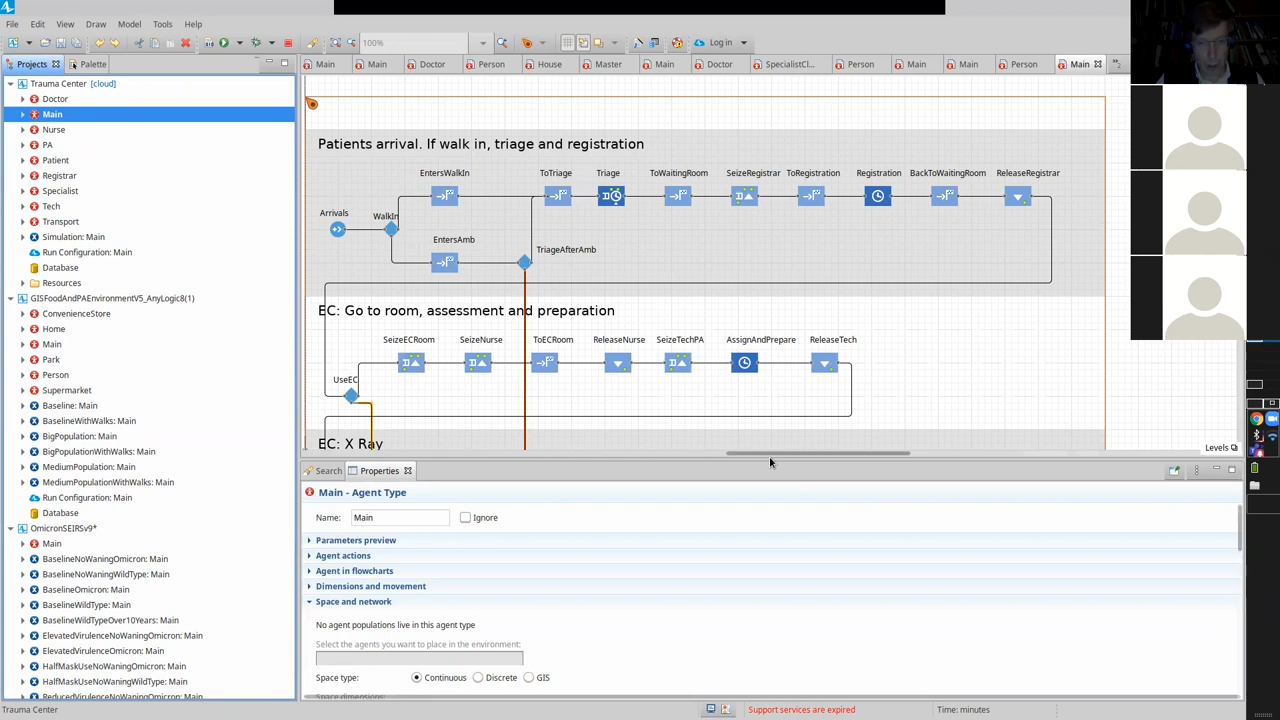 File Edit View Draw Model Tools Help
100% Log in
Projects Palette
Main Main Doctor Person House Master Main Doctor SpecialistCl... Person Main Main Person Main
Trauma Center [cloud]
Doctor
Main
Nurse
PA
Patient
Registrar
Specialist
Tech
Transport
Simulation: Main
Run Configuration: Main
Database
Resources
GISFoodAndPAEnvironmentV5_AnyLogic8(1)
ConvenienceStore
Home
Main
Park
Person
Supermarket
Baseline: Main
BaselineWithWalks: Main
BigPopulation: Main
BigPopulationWithWalks: Main
MediumPopulation: Main
MediumPopulationWithWalks: Main
Run Configuration: Main
Database
OmicronSEIRSv9*
Main
BaselineNoWaningOmicron: Main
BaselineNoWaningWildType: Main
BaselineOmicron: Main
BaselineWildType: Main
BaselineWildTypeOver10Years: Main
ElevatedVirulenceNoWaningOmicron: Main
ElevatedVirulenceOmicron: Main
HalfMaskUseNoWaningOmicron: Main
HalfMaskUseNoWaningWildType: Main
ReducedVirulenceNoWaningOmicron: Main
Patients arrival. If walk in, triage and registration
EntersWalkIn ToTriage Triage ToWaitingRoom SeizeRegistrar ToRegistration Registration BackToWaitingRoom ReleaseRegistrar
Arrivals WalkIn
EntersAmb TriageAfterAmb
EC: Go to room, assessment and preparation
SeizeECRoom SeizeNurse ToECRoom ReleaseNurse SeizeTechPA AssignAndPrepare ReleaseTech
UseEC
EC: X Ray
Levels
Search Properties
Main - Agent Type
Name: Main Ignore
Parameters preview
Agent actions
Agent in flowcharts
Dimensions and movement
Space and network
No agent populations live in this agent type
Select the agents you want to place in the environment:
Space type: Continuous Discrete GIS
Space dimensions:
Trauma Center Support services are expired Time: minutes